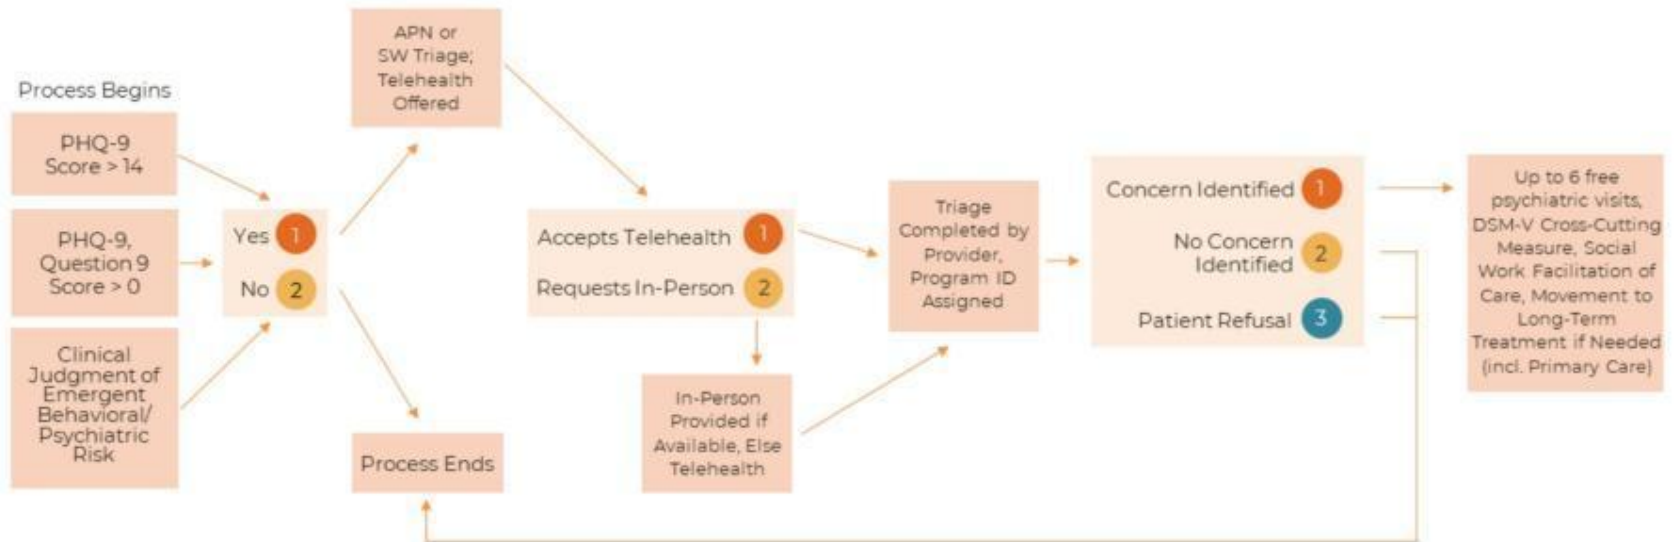 Process Begins
PHQ-9
Score > 14
PHQ-9,
Question 9
Score > 0
Clinical
Judgment of
Emergent
Behavioral/
Psychiatric
Risk
Yes 1
No 2
APN or
SW Triage;
Telehealth
Offered
Process Ends
Accepts Telehealth 1
Requests In-Person 2
In-Person
Provided if
Available, Else
Telehealth
Triage
Completed by
Provider,
Program ID
Assigned
Concern Identified 1
No Concern
Identified 2
Patient Refusal 3
Up to 6 free
psychiatric visits,
DSM-V Cross-Cutting
Measure, Social
Work Facilitation of
Care, Movement to
Long-Term
Treatment if Needed
(incl. Primary Care)